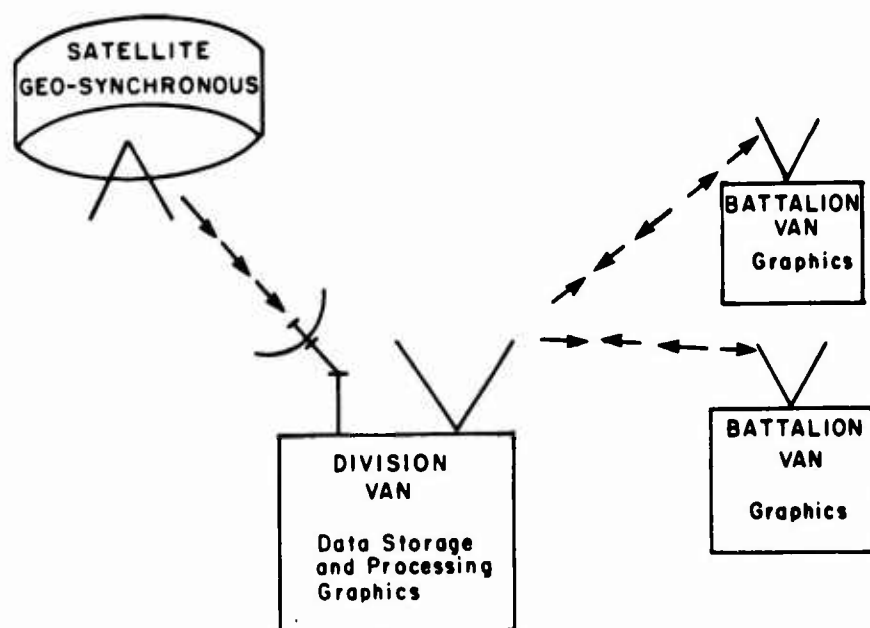 SATELLITE
GEO-SYNCHRONOUS
BATTALION
VAN
Graphics
BATTALION
VAN
Graphics
DIVISION
VAN
Data Storage
and Processing
Graphics